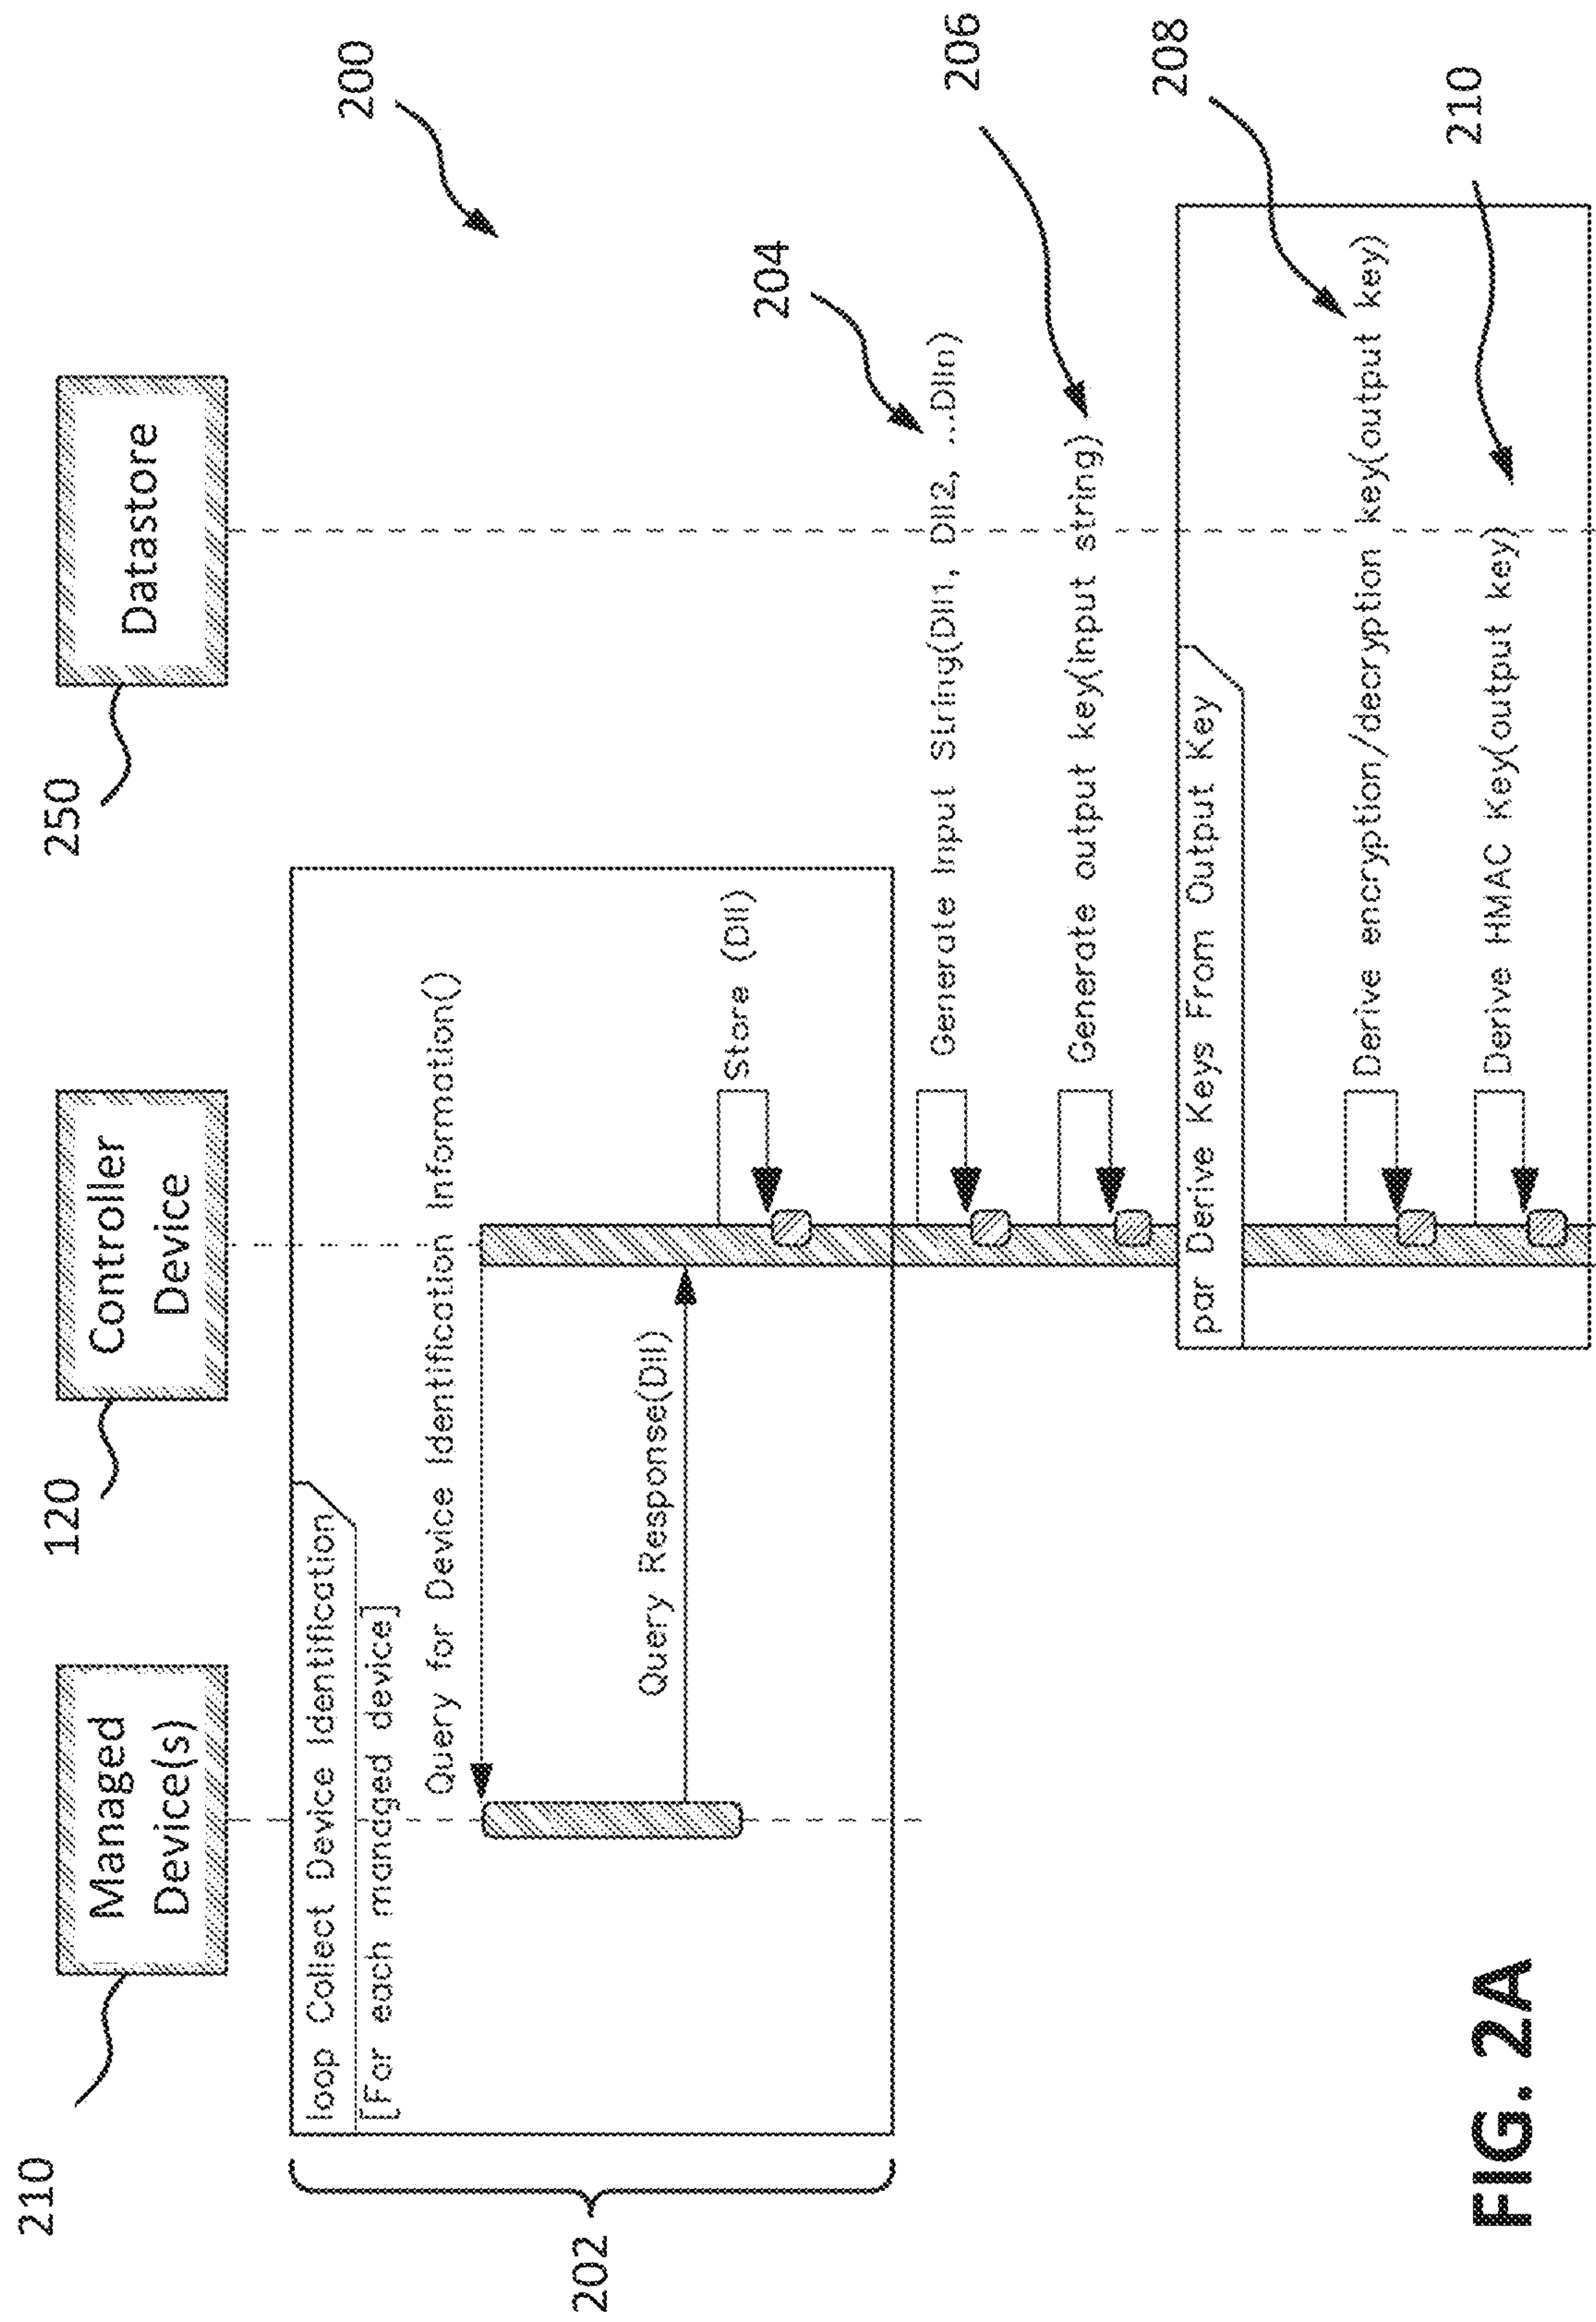 210
Managed
Device(s)
120
Controller
Device
250
Datastore
200
202
loop Collect Device Identification
[For each managed device]
Query for Device Identification Information()
Query Response(DII)
Store (DII)
204
Generate Input String(DII1, DII2, ...DIIn)
206
Generate output key(input string)
par Derive Keys From Output Key
208
Derive encryption/decryption key(output key)
210
Derive HMAC Key(output key)
FIG. 2A